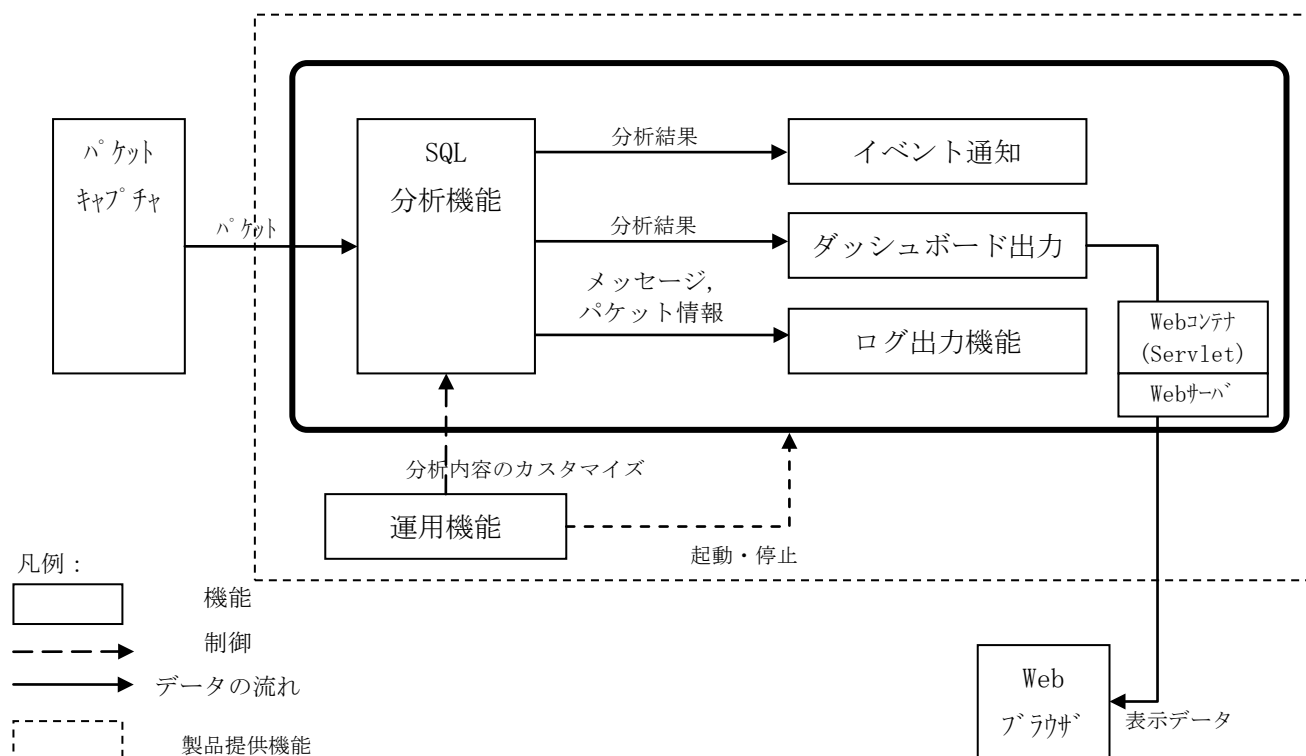 パケット
キャプチャ
パケット
SQL
分析機能
分析結果
イベント通知
分析結果
ダッシュボード出力
メッセージ,
パケット情報
ログ出力機能
Webコンテナ
(Servlet)
Webサーバ
分析内容のカスタマイズ
運用機能
起動・停止
凡例：
機能
制御
データの流れ
製品提供機能
Web
ブラウザ
表示データ